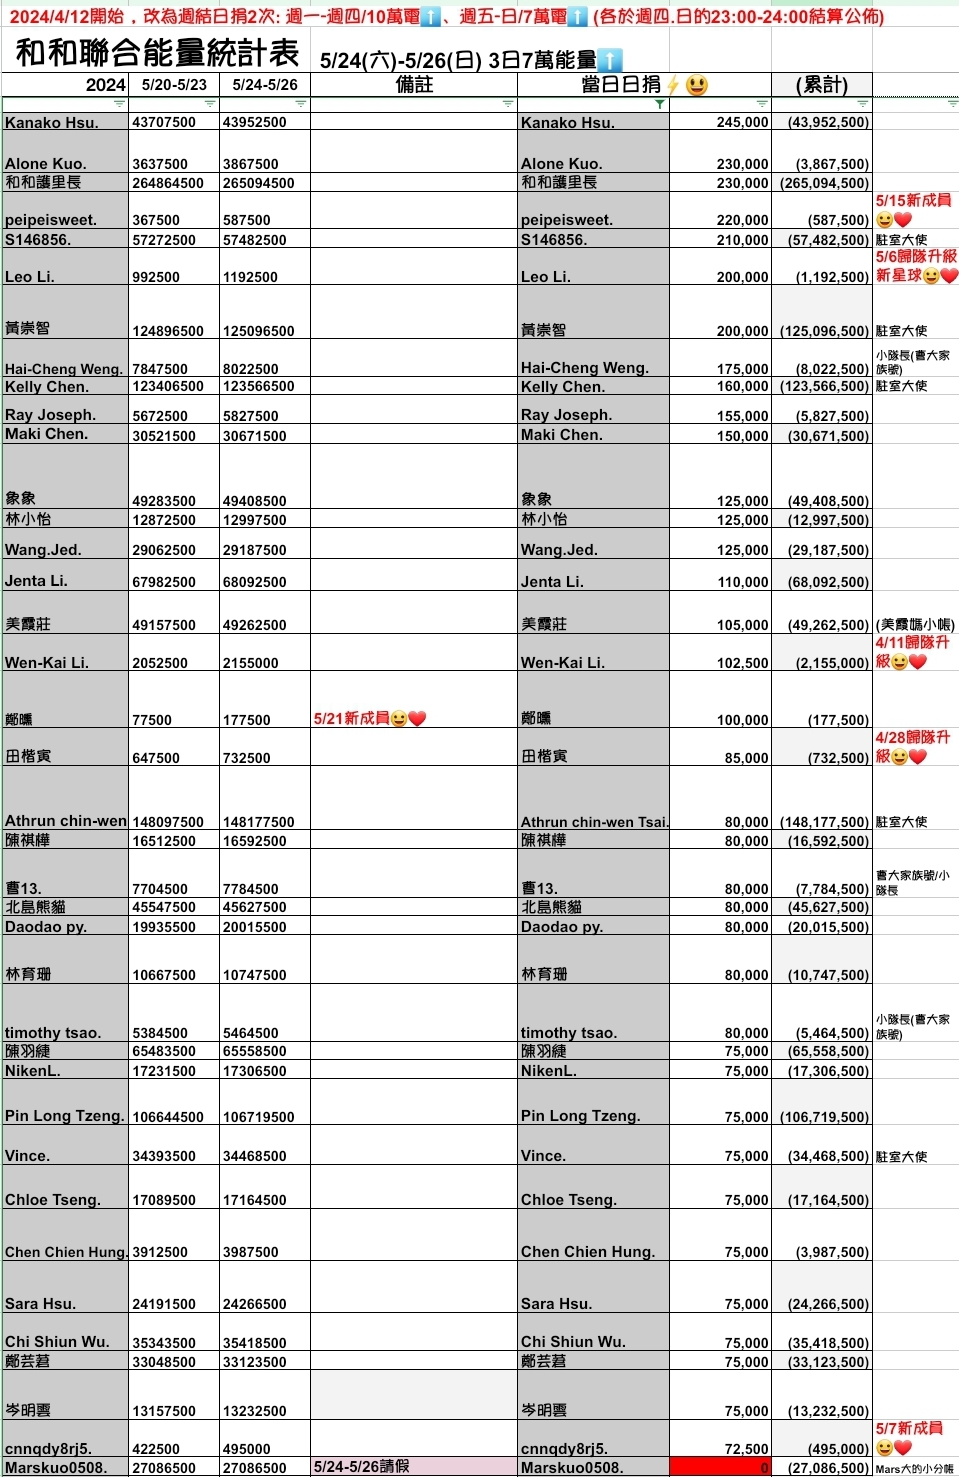 2024/4/12開始，改為週結日捐2次: 週一-週四/10萬電⬆️、週五-日/7萬電⬆️ (各於週四.日的23:00-24:00結算公佈)
和和聯合能量統計表 5/24(六)-5/26(日) 3日7萬能量⬆️
2024 5/20-5/23 5/24-5/26 備註 當日日捐⚡😃 (累計)
Kanako Hsu. 43707500 43952500 Kanako Hsu. 245,000 (43,952,500)
Alone Kuo. 3637500 3867500 Alone Kuo. 230,000 (3,867,500)
和和護里長 264864500 265094500 和和護里長 230,000 (265,094,500)
peipeisweet. 367500 587500 peipeisweet. 220,000 (587,500) 5/15新成員😀❤️
S146856. 57272500 57482500 S146856. 210,000 (57,482,500) 駐室大使
Leo Li. 992500 1192500 Leo Li. 200,000 (1,192,500) 5/6歸隊升級新星球😀❤️
黃崇智 124896500 125096500 黃崇智 200,000 (125,096,500) 駐室大使
Hai-Cheng Weng. 7847500 8022500 Hai-Cheng Weng. 175,000 (8,022,500) 小隊長(曹大家族號)
Kelly Chen. 123406500 123566500 Kelly Chen. 160,000 (123,566,500) 駐室大使
Ray Joseph. 5672500 5827500 Ray Joseph. 155,000 (5,827,500)
Maki Chen. 30521500 30671500 Maki Chen. 150,000 (30,671,500)
象象 49283500 49408500 象象 125,000 (49,408,500)
林小怡 12872500 12997500 林小怡 125,000 (12,997,500)
Wang.Jed. 29062500 29187500 Wang.Jed. 125,000 (29,187,500)
Jenta Li. 67982500 68092500 Jenta Li. 110,000 (68,092,500)
美霞莊 49157500 49262500 美霞莊 105,000 (49,262,500) (美霞媽小帳)
Wen-Kai Li. 2052500 2155000 Wen-Kai Li. 102,500 (2,155,000) 4/11歸隊升級😀❤️
鄭曛 77500 177500 5/21新成員😀❤️ 鄭曛 100,000 (177,500)
田楷寅 647500 732500 田楷寅 85,000 (732,500) 4/28歸隊升級😀❤️
Athrun chin-wen 148097500 148177500 Athrun chin-wen Tsai. 80,000 (148,177,500) 駐室大使
陳祺樺 16512500 16592500 陳祺樺 80,000 (16,592,500)
曹13. 7704500 7784500 曹13. 80,000 (7,784,500) 曹大家族號/小隊長
北島熊貓 45547500 45627500 北島熊貓 80,000 (45,627,500)
Daodao py. 19935500 20015500 Daodao py. 80,000 (20,015,500)
林育珊 10667500 10747500 林育珊 80,000 (10,747,500)
timothy tsao. 5384500 5464500 timothy tsao. 80,000 (5,464,500) 小隊長(曹大家族號)
陳羽緁 65483500 65558500 陳羽緁 75,000 (65,558,500)
NikenL. 17231500 17306500 NikenL. 75,000 (17,306,500)
Pin Long Tzeng. 106644500 106719500 Pin Long Tzeng. 75,000 (106,719,500)
Vince. 34393500 34468500 Vince. 75,000 (34,468,500) 駐室大使
Chloe Tseng. 17089500 17164500 Chloe Tseng. 75,000 (17,164,500)
Chen Chien Hung. 3912500 3987500 Chen Chien Hung. 75,000 (3,987,500)
Sara Hsu. 24191500 24266500 Sara Hsu. 75,000 (24,266,500)
Chi Shiun Wu. 35343500 35418500 Chi Shiun Wu. 75,000 (35,418,500)
鄭芸苕 33048500 33123500 鄭芸苕 75,000 (33,123,500)
岑明雲 13157500 13232500 岑明雲 75,000 (13,232,500)
cnnqdy8rj5. 422500 495000 cnnqdy8rj5. 72,500 (495,000) 5/7新成員😀❤️
Marskuo0508. 27086500 27086500 5/24-5/26請假 Marskuo0508. 0 (27,086,500) Mars大的小分帳